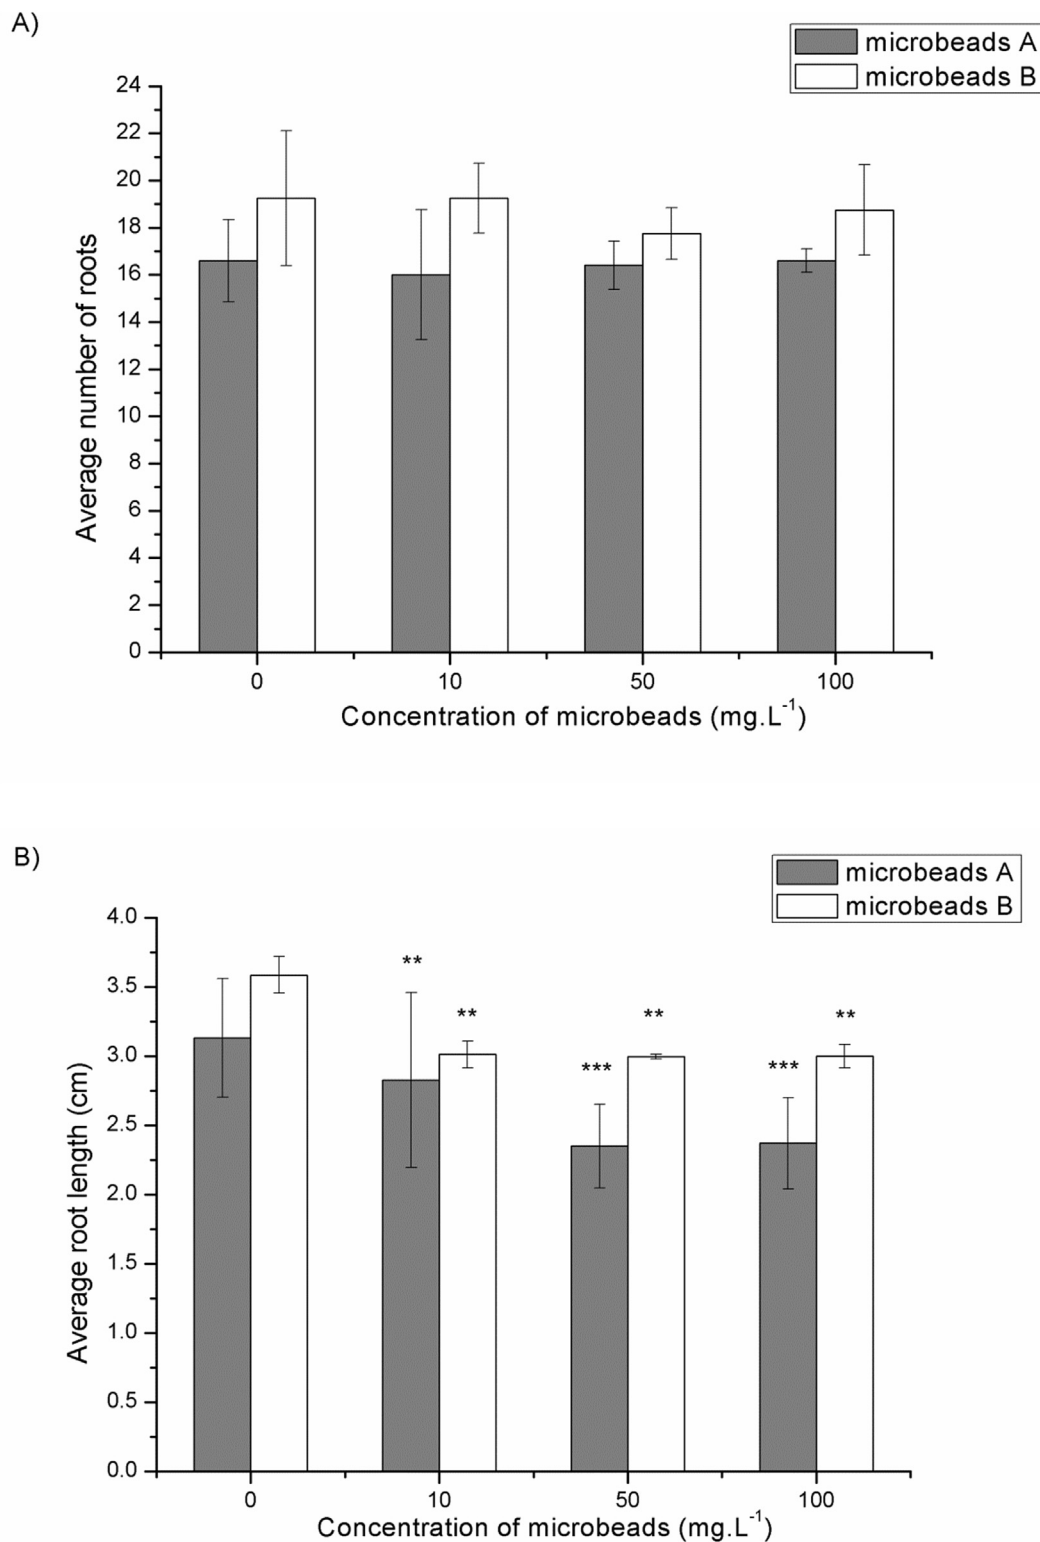 A)
microbeads A
microbeads B
24
22
20
18
16
14
12
10
8
6
4
2
0
Average number of roots
0 10 50 100
Concentration of microbeads (mg.L⁻¹)
B)
microbeads A
microbeads B
4.0
3.5
3.0
2.5
2.0
1.5
1.0
0.5
0.0
Average root length (cm)
**
**
***
**
***
**
0 10 50 100
Concentration of microbeads (mg.L⁻¹)